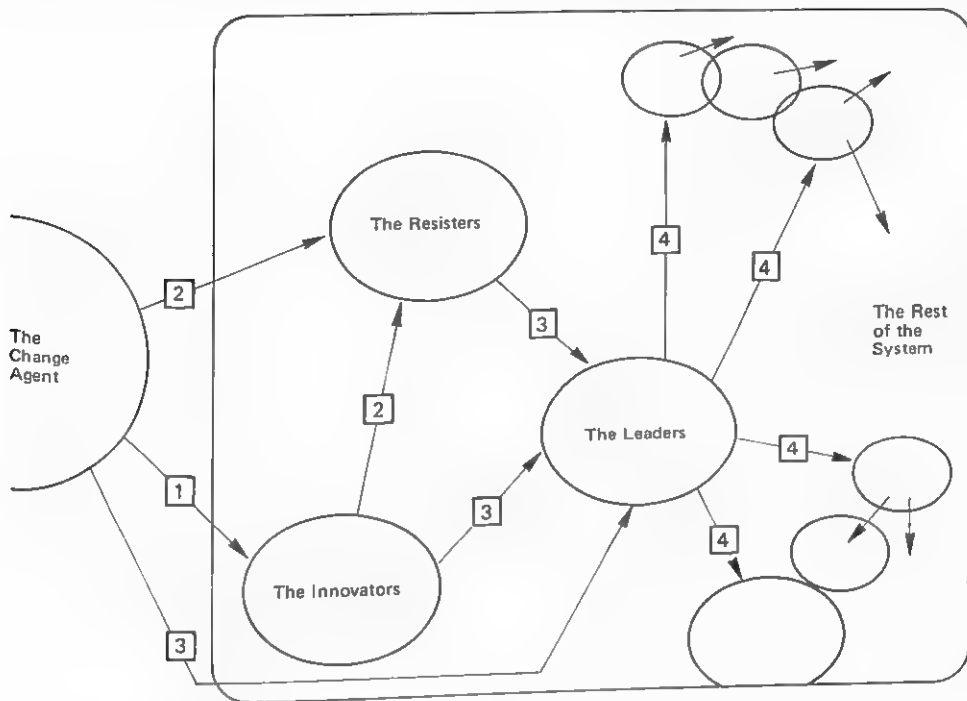 4
4
The Resisters
2
The Rest
of the
System
3
The
Change
Agent
2
The Leaders
4
1
3
4
The Innovators
3